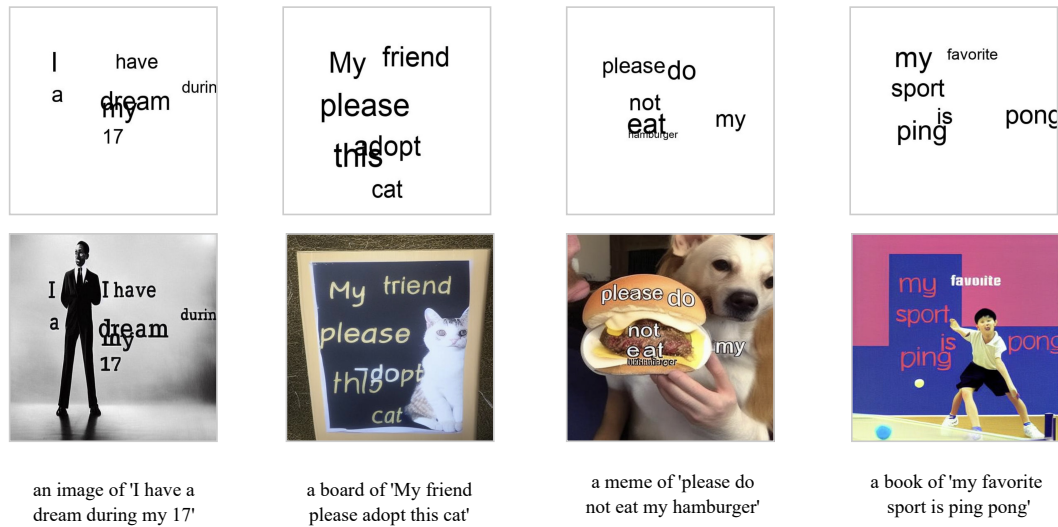 I have
a dream durin
my
17
My friend
please
this adopt
cat
please do
not
eat my
hamburger
my favorite
sport
is pong
ping
I I have
a dream durin
my
17
My friend
please
cat
please do
not
eat my
my favoiite
sport
is pong
ping
an image of 'I have a
dream during my 17'
a board of 'My friend
please adopt this cat'
a meme of 'please do
not eat my hamburger'
a book of 'my favorite
sport is ping pong'